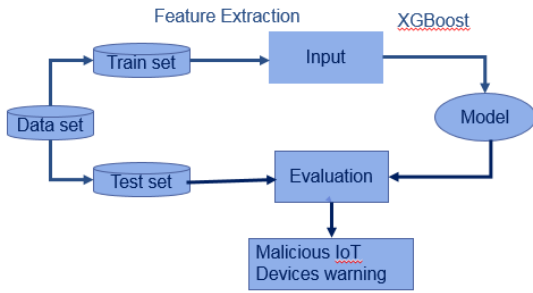 Feature Extraction
XGBoost
Train set
Input
Data set
Model
Test set
Evaluation
Malicious IoT
Devices warning